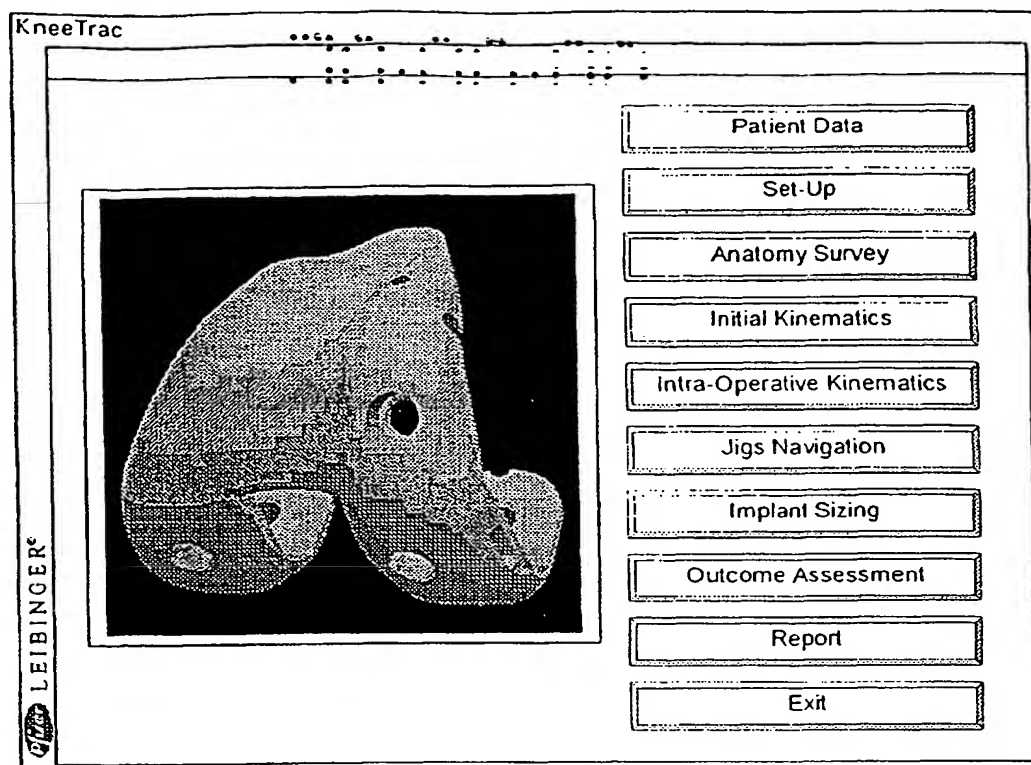 KneeTrac
Patient Data
Set-Up
Anatomy Survey
Initial Kinematics
Intra-Operative Kinematics
Jigs Navigation
Implant Sizing
Outcome Assessment
Report
Exit
LEIBINGER